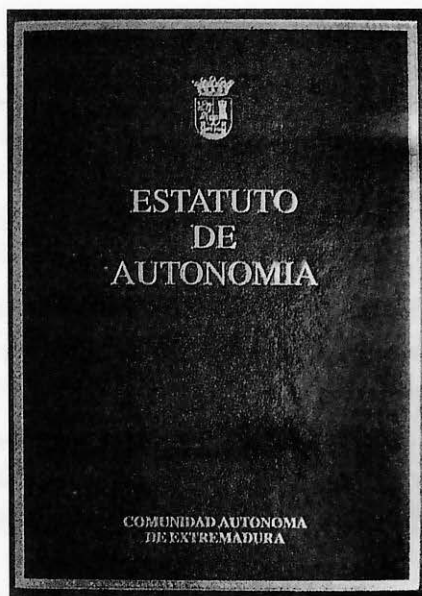 ESTATUTO
DE
AUTONOMIA
COMUNIDAD AUTONOMA
DE EXTREMADURA